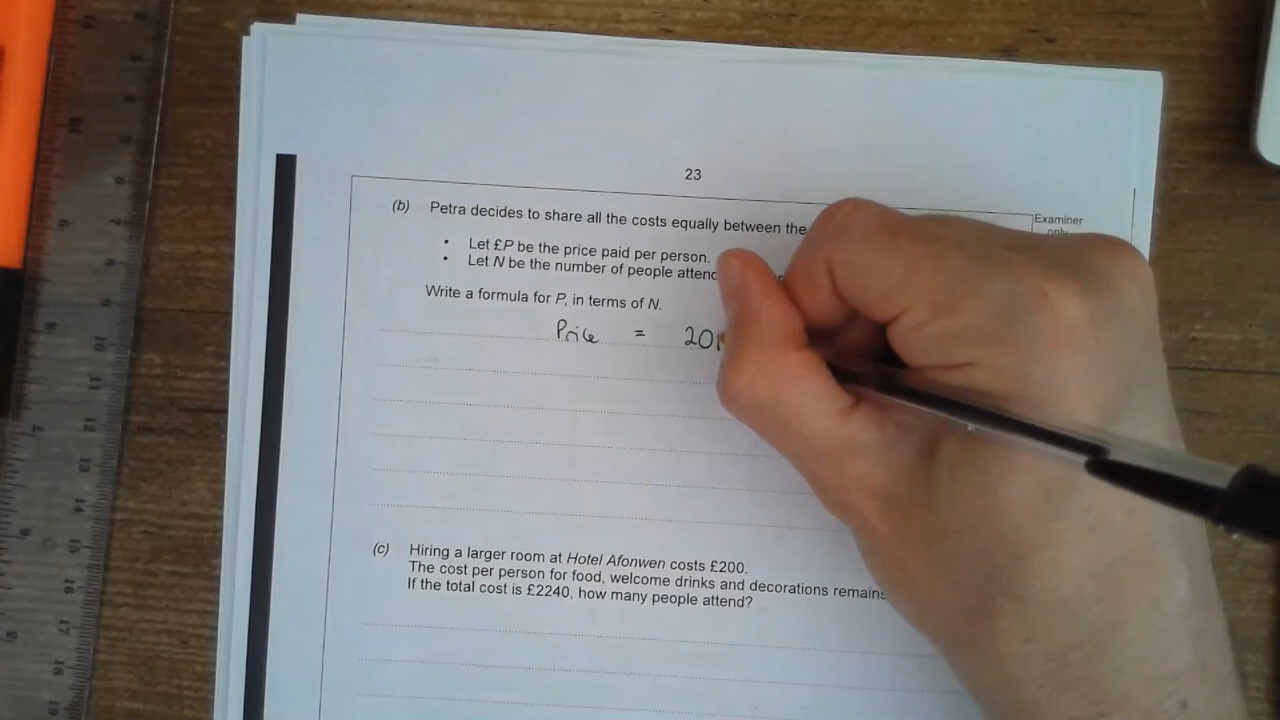 23
(b) Petra decides to share all the costs equally between the
Examiner
only
• Let £P be the price paid per person.
• Let N be the number of people
Write a formula for P, in terms of N.
Price = 20
(c) Hiring a larger room at Hotel Afonwen costs £200.
The cost per person for food, welcome drinks and decorations remains
If the total cost is £2240, how many people attend?